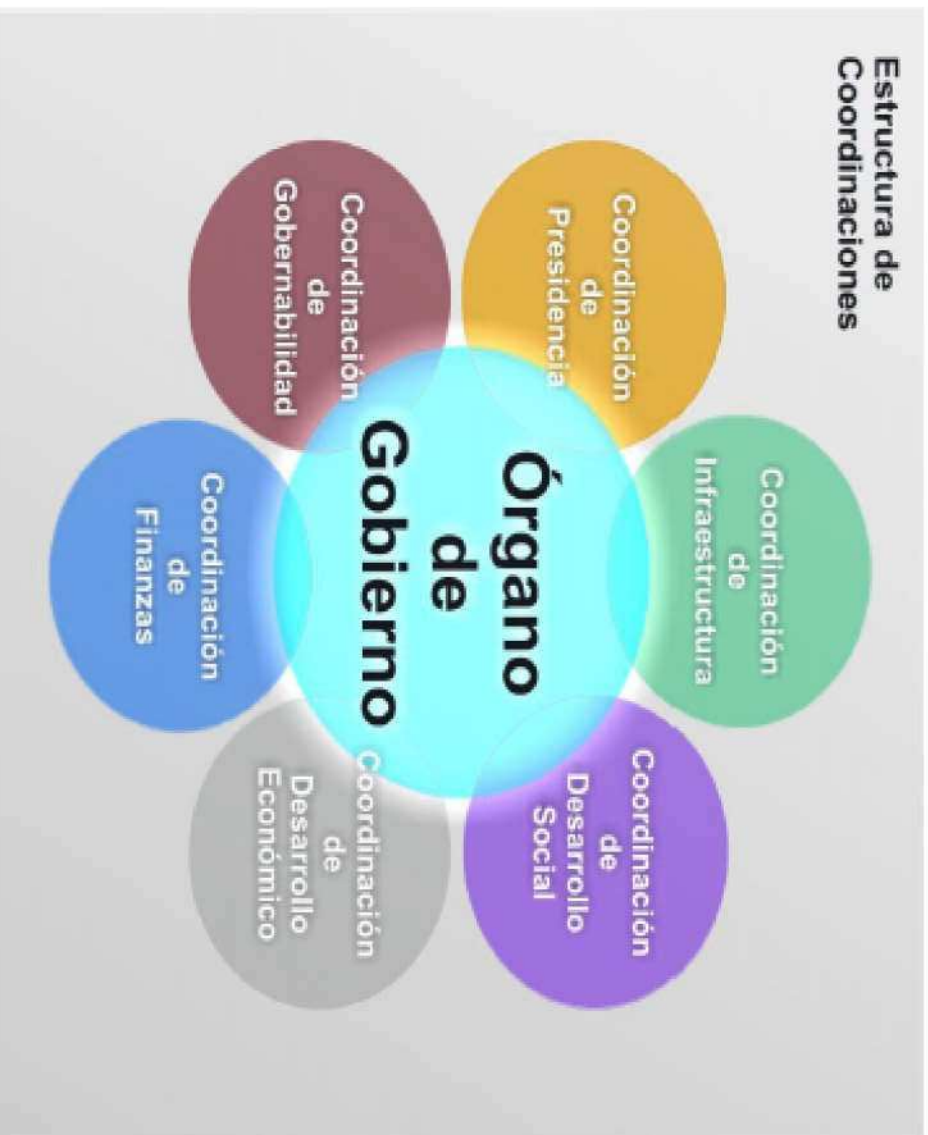 Estructura de
Coordinaciones
Coordinación
de
Infraestructura
Coordinación
de
Desarrollo
Social
Coordinación
de
Desarrollo
Económico
Coordinación
de
Finanzas
Coordinación
de
Gobernabilidad
Coordinación
de
Presidencia
Órgano
de
Gobierno